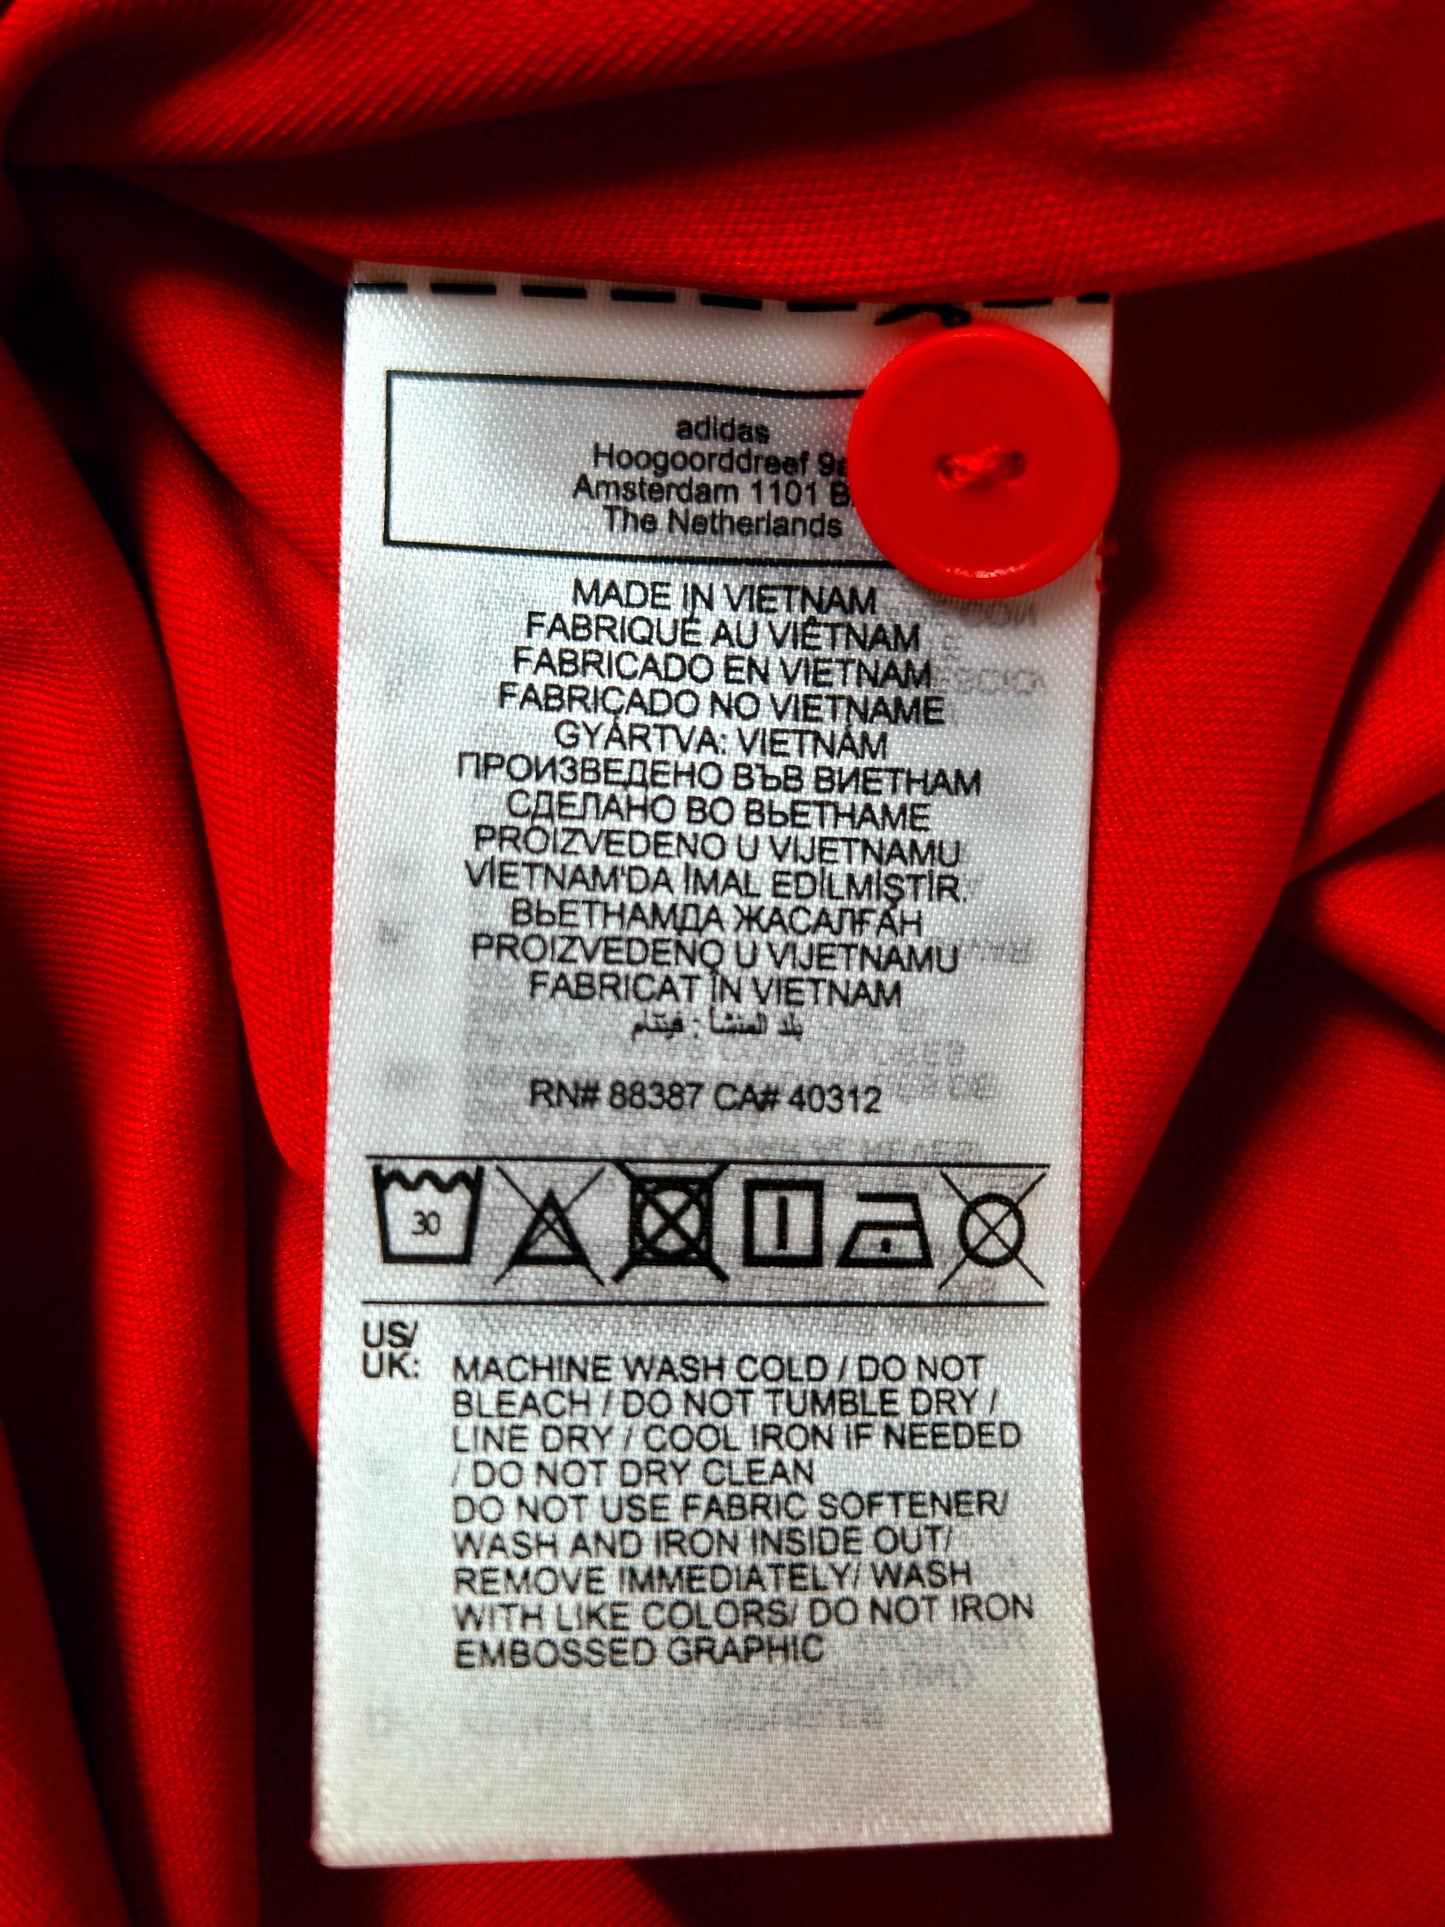 adidas
Hoogoorddreef
Amsterdam 1101
The Netherlands
MADE IN VIETNAM
FABRIQUÉ AU VIÊTNAM
FABRICADO EN VIETNAM
FABRICADO NO VIETNAME
GYÁRTVA: VIETNÁM
ПРОИЗВЕДЕНО ВЪВ ВИЕТНАМ
СДЕЛАНО ВО ВЬЕТНАМЕ
PROIZVEDENO U VIJETNAMU
VİETNAM'DA İMAL EDİLMİŞTİR.
ВЬЕТНАМДА ЖАСАЛҒАН
PROIZVEDENO U VIJETNAMU
FABRICAT ÎN VIETNAM
بلد المنشأ : فيتنام
RN# 88387 CA# 40312
30
US/
UK: MACHINE WASH COLD / DO NOT
BLEACH / DO NOT TUMBLE DRY /
LINE DRY / COOL IRON IF NEEDED
/ DO NOT DRY CLEAN
DO NOT USE FABRIC SOFTENER/
WASH AND IRON INSIDE OUT/
REMOVE IMMEDIATELY/ WASH
WITH LIKE COLORS/ DO NOT IRON
EMBOSSED GRAPHIC